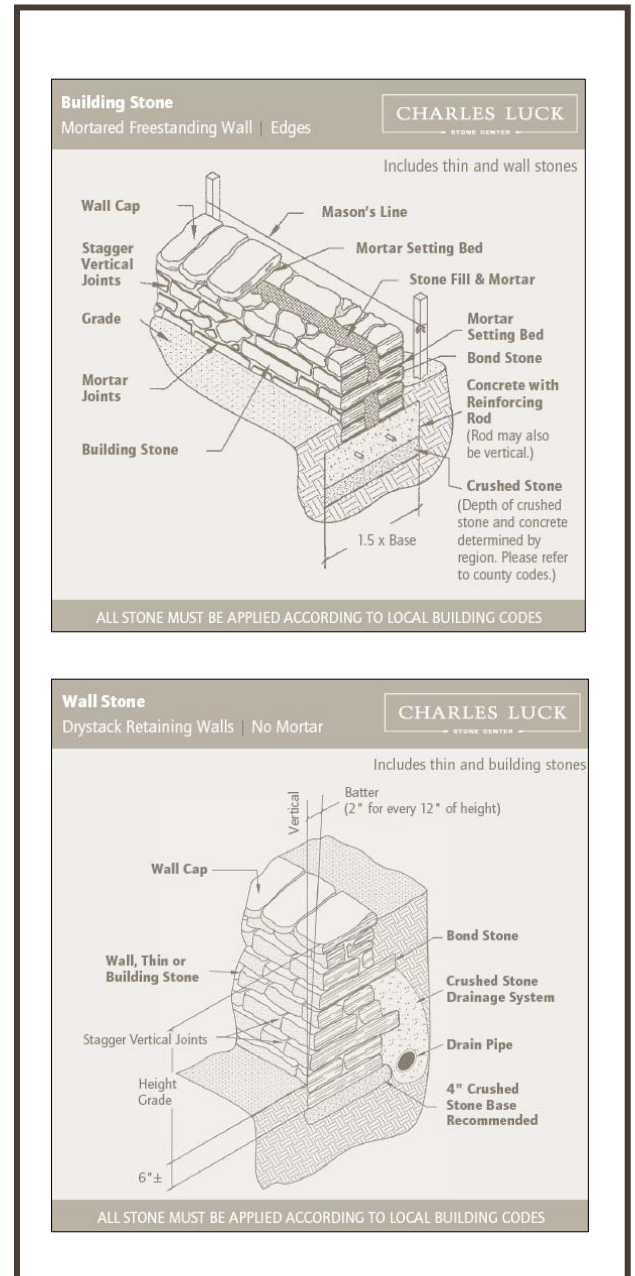 Building Stone
Mortared Freestanding Wall | Edges
CHARLES LUCK
STONE CENTER
Includes thin and wall stones
Wall Cap
Mason's Line
Stagger
Vertical
Joints
Mortar Setting Bed
Stone Fill & Mortar
Grade
Mortar
Setting Bed
Bond Stone
Mortar
Joints
Concrete with
Reinforcing
Rod
(Rod may also
be vertical.)
Building Stone
Crushed Stone
(Depth of crushed
stone and concrete
determined by
region. Please refer
to county codes.)
1.5 x Base
ALL STONE MUST BE APPLIED ACCORDING TO LOCAL BUILDING CODES
Wall Stone
Drystack Retaining Walls | No Mortar
CHARLES LUCK
STONE CENTER
Includes thin and building stones
Vertical
Batter
(2" for every 12" of height)
Wall Cap
Bond Stone
Wall, Thin or
Building Stone
Crushed Stone
Drainage System
Stagger Vertical Joints
Drain Pipe
Height
Grade
4" Crushed
Stone Base
Recommended
6"±
ALL STONE MUST BE APPLIED ACCORDING TO LOCAL BUILDING CODES